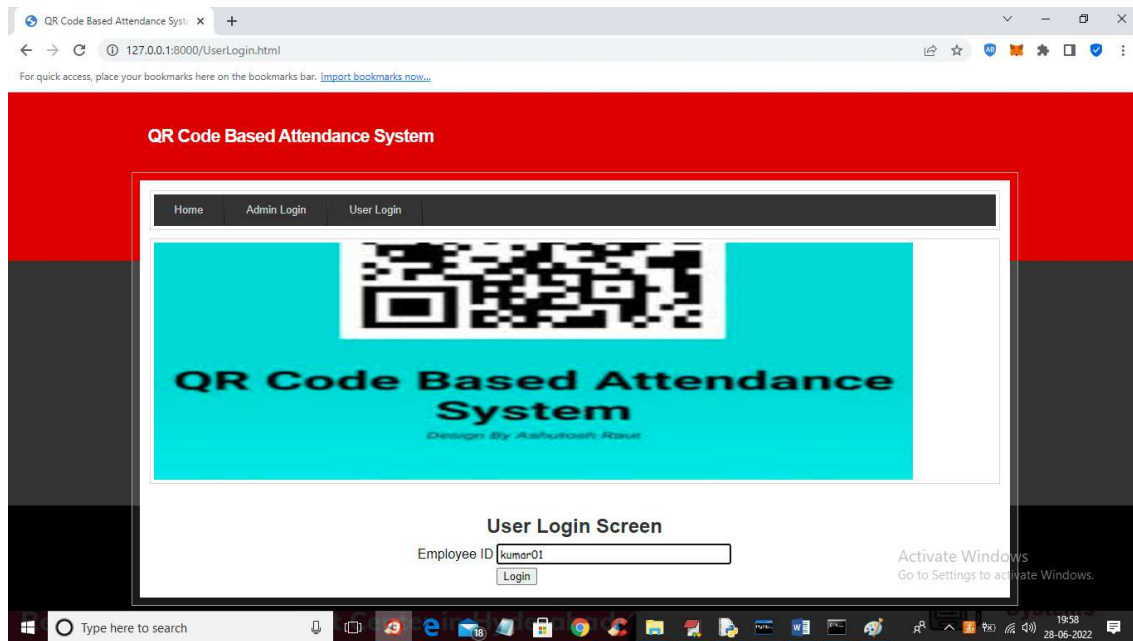 QR Code Based Attendance Syst
127.0.0.1:8000/UserLogin.html
For quick access, place your bookmarks here on the bookmarks bar. Import bookmarks now...
QR Code Based Attendance System
Home Admin Login User Login
QR Code Based Attendance
System
Design By Ashutosh Raut
User Login Screen
Employee ID kumar01
Login
Activate Windows
Go to Settings to activate Windows.
Type here to search
18
19:58
28-06-2022